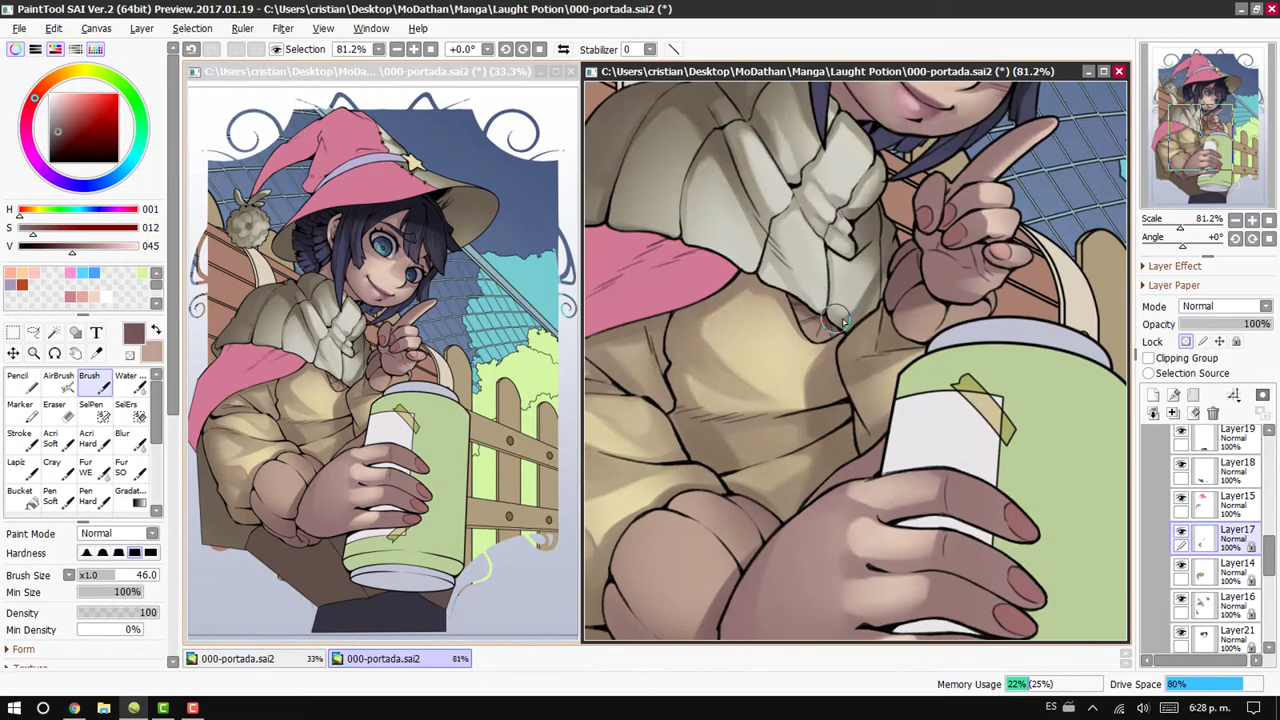 PaintTool SAI Ver.2 (64bit) Preview.2017.01.19 - C:\Users\cristian\Desktop\MoDathan\Manga\Laught Potion\000-portada.sai2 (*)
File Edit Canvas Layer Selection Ruler Filter View Window Help
Selection 81.2% +0.0° Stabilizer 0
C:\Users\cristian\Desktop\MoDa... \000-portada.sai2 (*) (33.3%)
C:\Users\cristian\Desktop\MoDathan\Manga\Laught Potion\000-portada.sai2 (*) (81.2%)
H 001
S 012
V 045
T
Pencil AirBrush Brush Water ...
Marker Eraser SelPen SelErs
Stroke Acri Soft Acri Hard Blur
Lapiz Cray Fur WE Fur SO
Bucket Pen Soft Pen Hard Gradat...
Paint Mode Normal
Hardness
Brush Size x1.0 46.0
Min Size 100%
Density 100
Min Density 0%
Form
Scale 81.2%
Angle +0°
Layer Effect
Layer Paper
Mode Normal
Opacity 100%
Lock
Clipping Group
Selection Source
Layer19
Normal
100%
Layer18
Normal
100%
Layer15
Normal
100%
Layer17
Normal
100%
Layer14
Normal
100%
Layer16
Normal
100%
Layer21
Normal
000-portada.sai2 33%
000-portada.sai2 81%
Memory Usage 22% (25%) Drive Space 80%
ES 6:28 p. m.